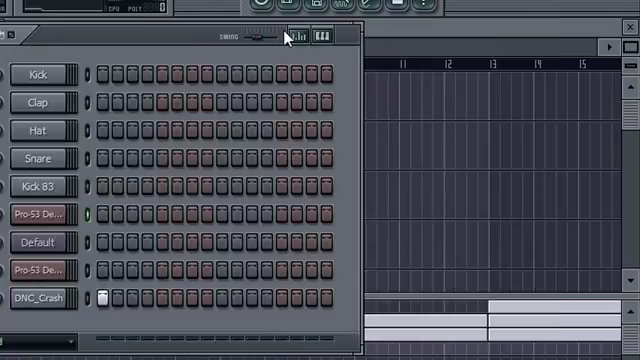 CPU POLY 0
SWING
11 12 13 14 15
Kick
Clap
Hat
Snare
Kick 83
Pro-53 De...
Default
Pro-53 De...
DNC_Crash